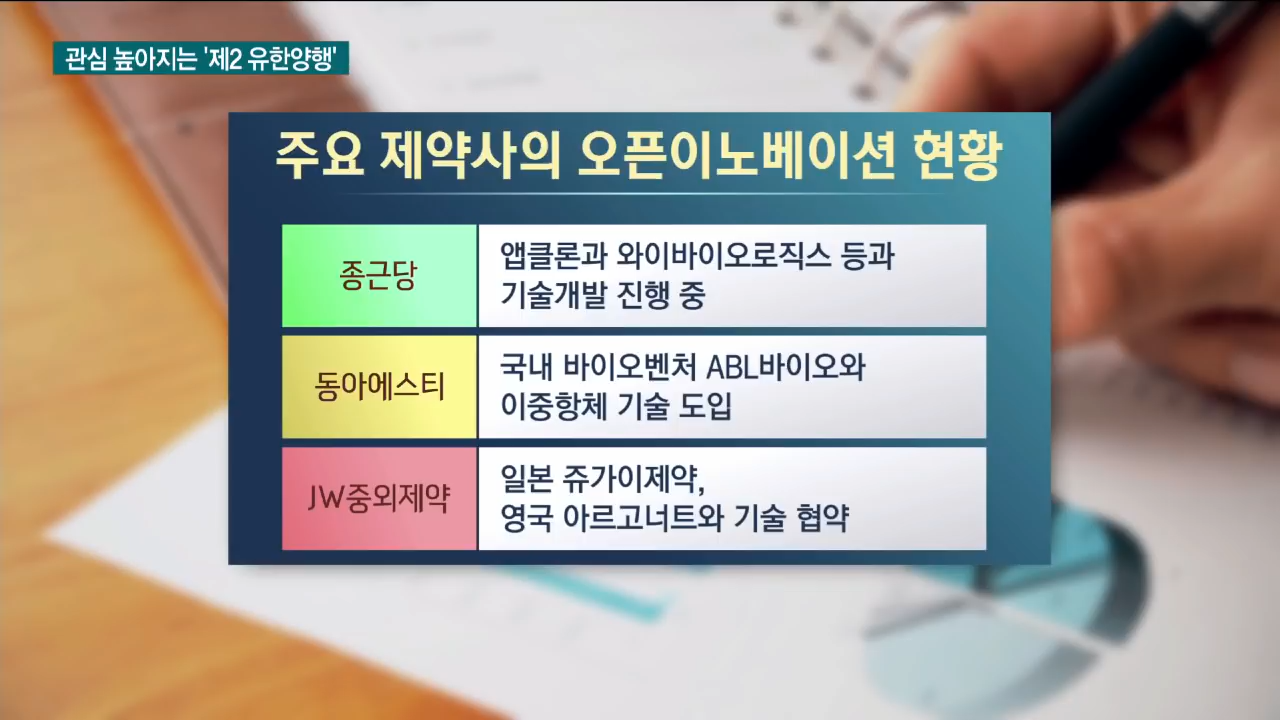 관심 높아지는 '제2 유한양행'
주요 제약사의 오픈이노베이션 현황
종근당
앱클론과 와이바이오로직스 등과
기술개발 진행 중
동아에스티
국내 바이오벤처 ABL바이오와
이중항체 기술 도입
JW중외제약
일본 쥬가이제약,
영국 아르고너트와 기술 협약